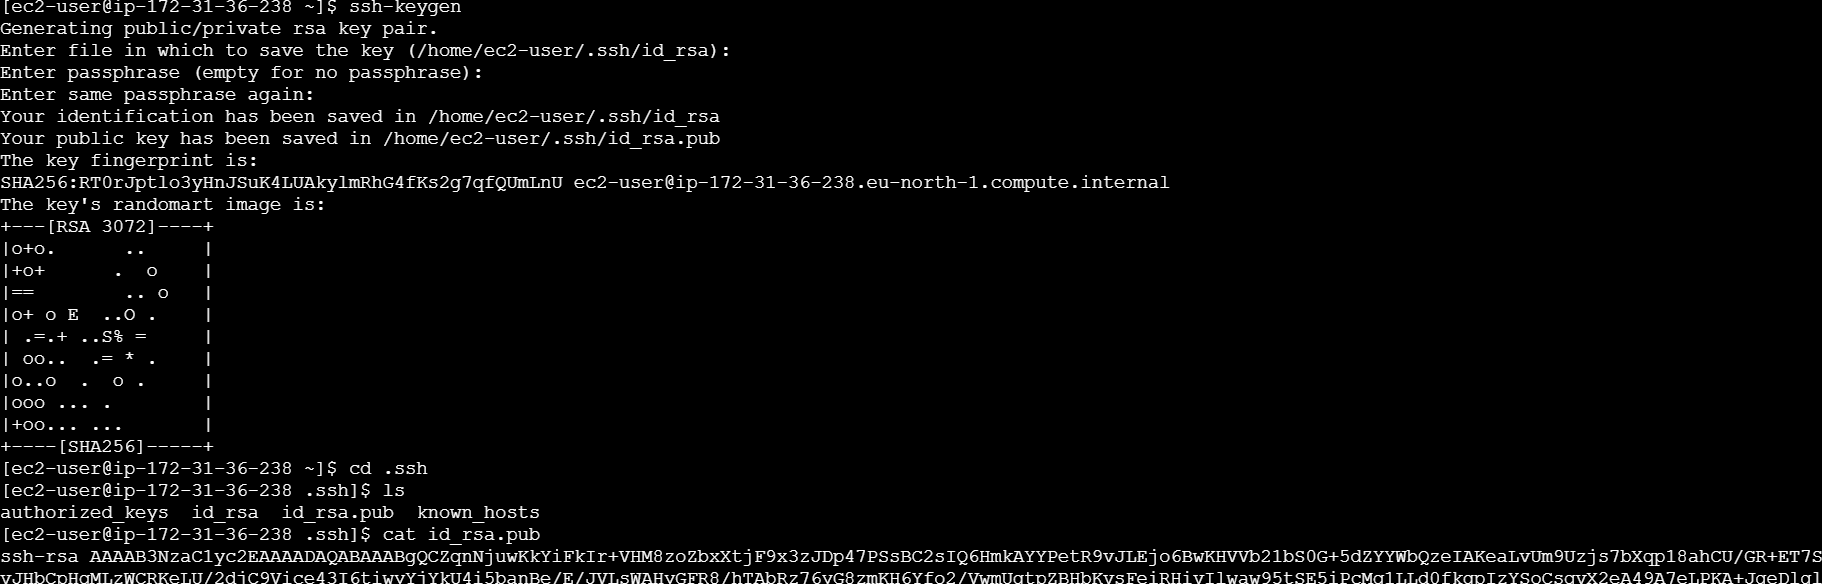 [ec2-user@ip-172-31-36-238 ~]$ ssh-keygen
Generating public/private rsa key pair.
Enter file in which to save the key (/home/ec2-user/.ssh/id_rsa):
Enter passphrase (empty for no passphrase):
Enter same passphrase again:
Your identification has been saved in /home/ec2-user/.ssh/id_rsa
Your public key has been saved in /home/ec2-user/.ssh/id_rsa.pub
The key fingerprint is:
SHA256:RT0rJptlo3yHnJSuK4LUAkylmRhG4fKs2g7qfQUmLnU ec2-user@ip-172-31-36-238.eu-north-1.compute.internal
The key's randomart image is:
+---[RSA 3072]----+
|o+o.      ..     |
|+o+      .  o    |
|==        .. o   |
|o+ o E  ..O .    |
| .=.+ ..S% =     |
| oo..  .= * .    |
|o..o  .  o .     |
|ooo ... .        |
|+oo... ...       |
+----[SHA256]-----+
[ec2-user@ip-172-31-36-238 ~]$ cd .ssh
[ec2-user@ip-172-31-36-238 .ssh]$ ls
authorized_keys  id_rsa  id_rsa.pub  known_hosts
[ec2-user@ip-172-31-36-238 .ssh]$ cat id_rsa.pub
ssh-rsa AAAAB3NzaC1yc2EAAAADAQABAAABgQCZqnNjuwKkYiFkIr+VHM8zoZbxXtjF9x3zJDp47PSsBC2sIQ6HmkAYYPetR9vJLEjo6BwKHVVb21bS0G+5dZYYWbQzeIAKeaLvUm9Uzjs7bXqp18ahCU/GR+ET7S